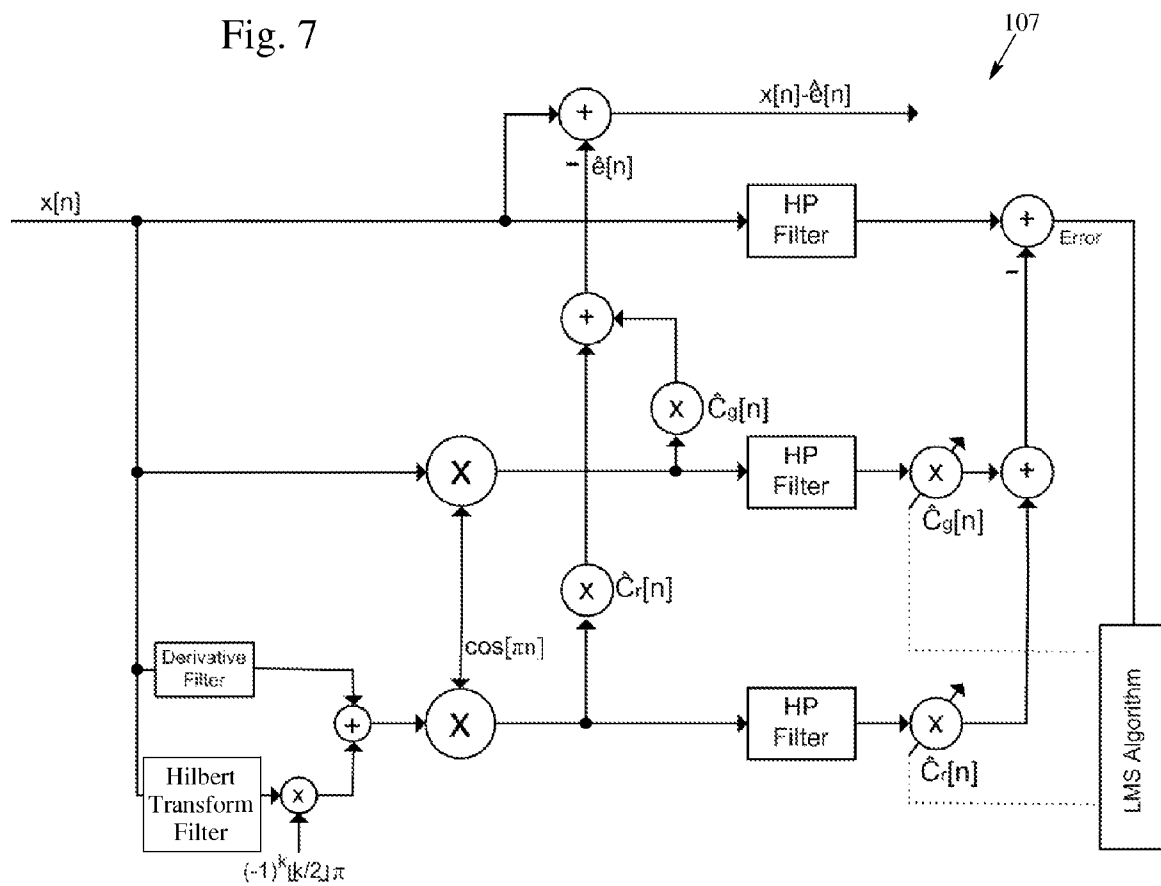 Fig. 7
107
x[n]-ê[n]
+
-
ê[n]
x[n]
HP
Filter
+
Error
-
+
x
Ĉg[n]
X
HP
Filter
x
+
Ĉg[n]
x
Ĉr[n]
cos[πn]
Derivative
Filter
+
X
HP
Filter
x
Ĉr[n]
LMS Algorithm
Hilbert
Transform
Filter
x
(-1)^k⌊k/2⌋π